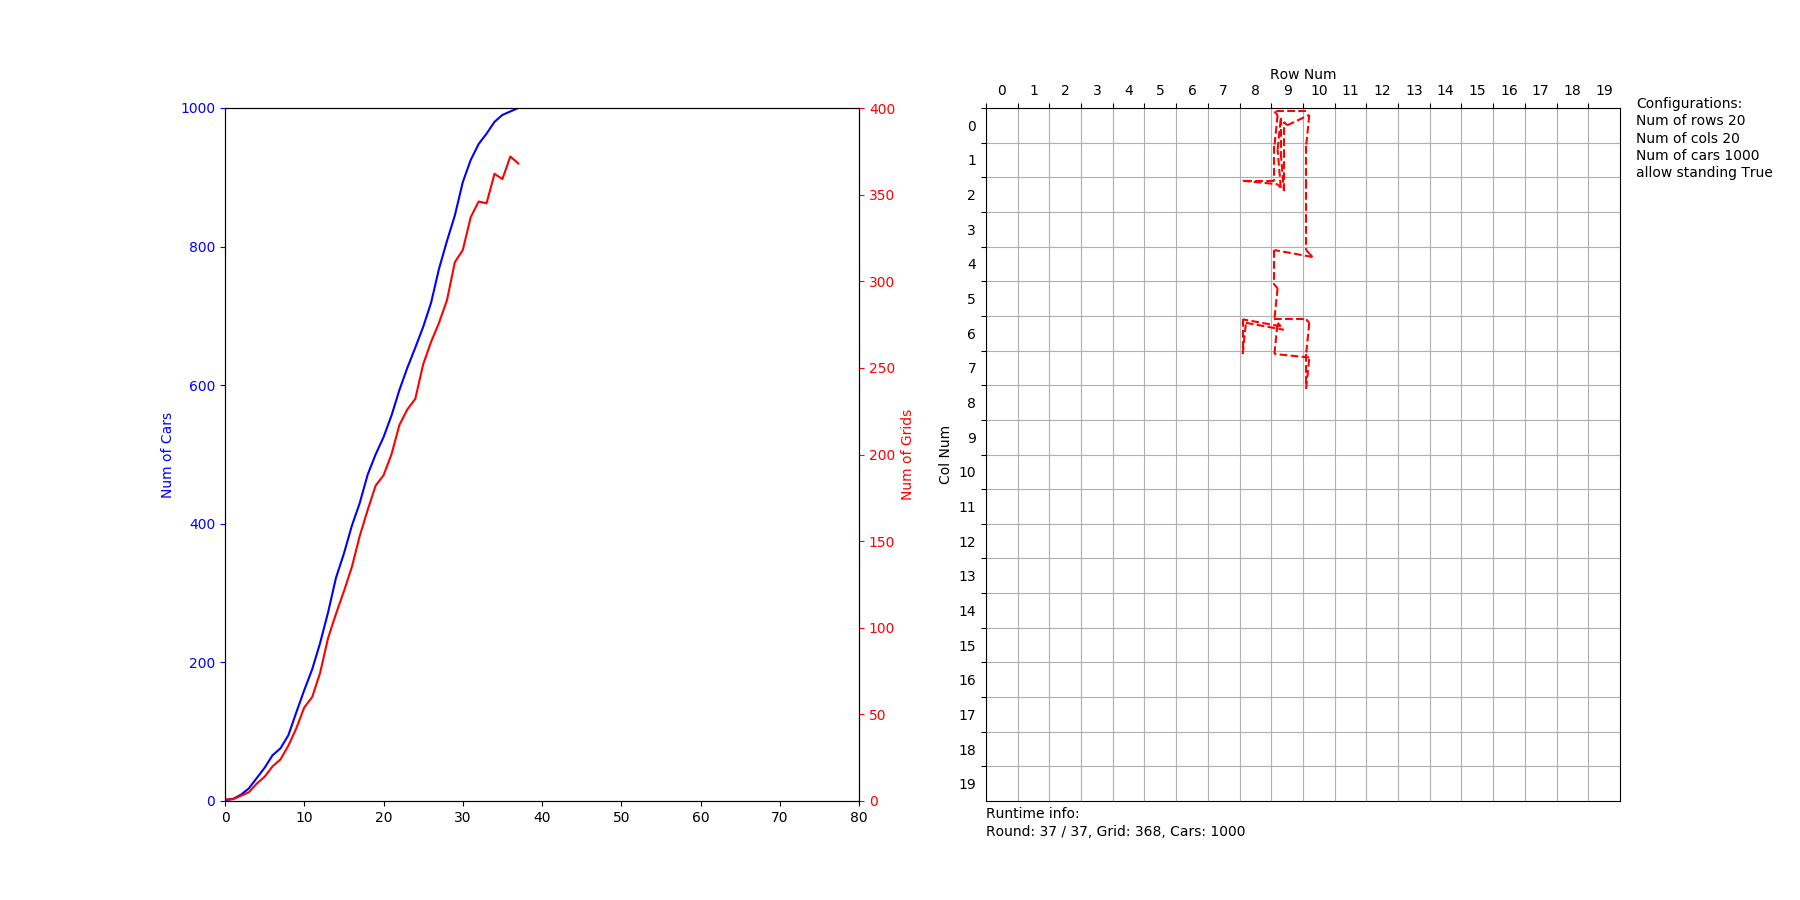 1000
800
600
400
200
0
Num of Cars
0 10 20 30 40 50 60 70 80
400
350
300
250
200
150
100
50
0
Num of Grids
Row Num
0 1 2 3 4 5 6 7 8 9 10 11 12 13 14 15 16 17 18 19
Col Num
0
1
2
3
4
5
6
7
8
9
10
11
12
13
14
15
16
17
18
19
Configurations:
Num of rows 20
Num of cols 20
Num of cars 1000
allow standing True
Runtime info:
Round: 37 / 37, Grid: 368, Cars: 1000